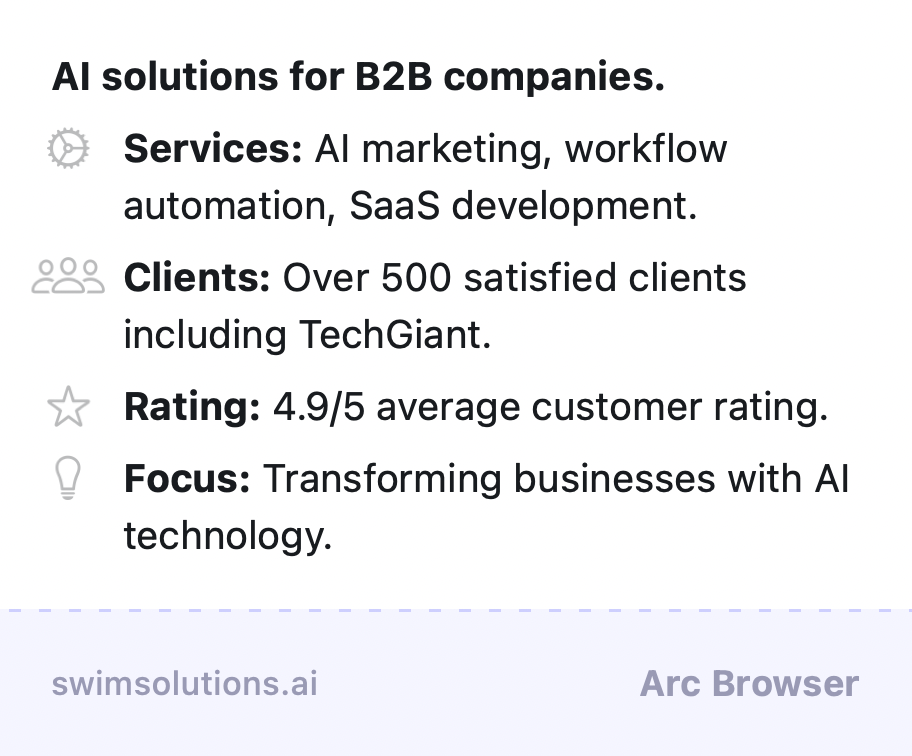 AI solutions for B2B companies.
Services: AI marketing, workflow
automation, SaaS development.
Clients: Over 500 satisfied clients
including TechGiant.
Rating: 4.9/5 average customer rating.
Focus: Transforming businesses with AI
technology.
swimsolutions.ai
Arc Browser